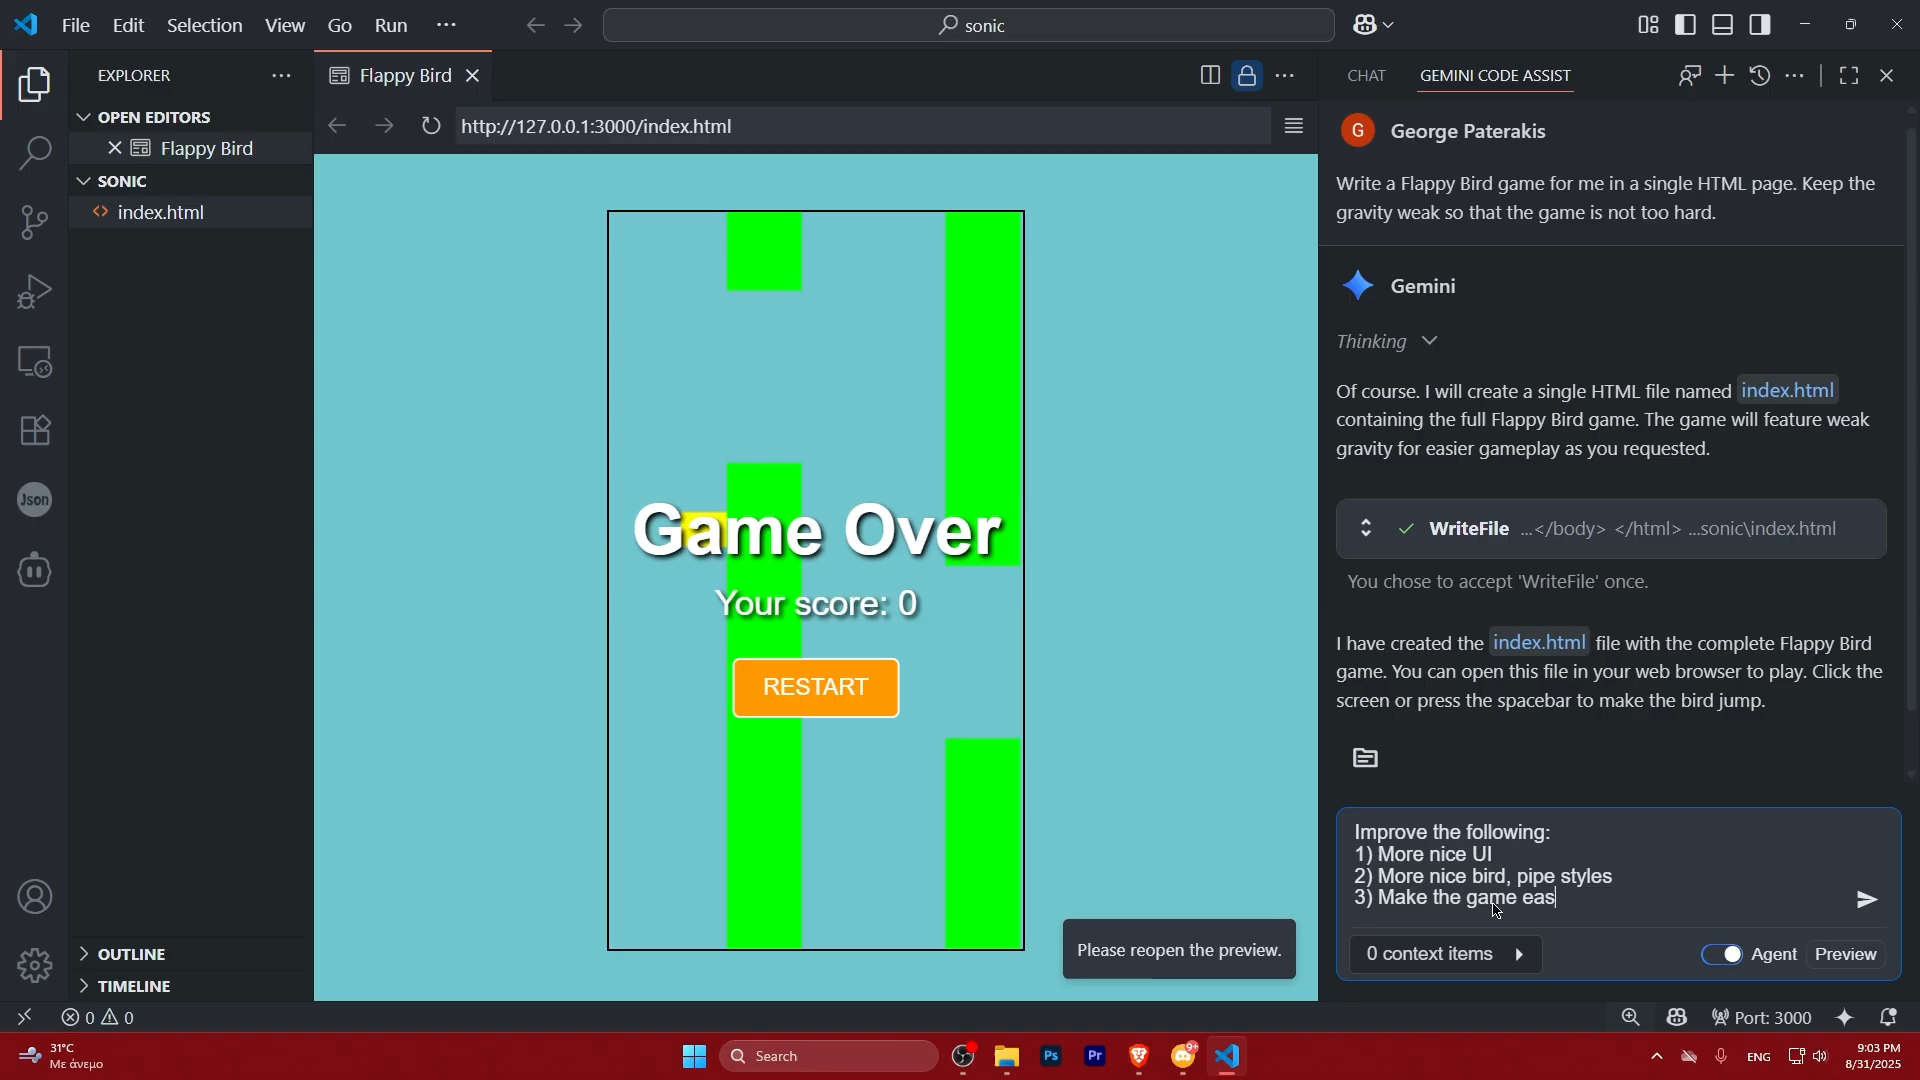 File Edit Selection View Go Run
sonic
EXPLORER
OPEN EDITORS
Flappy Bird
SONIC
index.html
Json
OUTLINE
TIMELINE
Flappy Bird
http://127.0.0.1:3000/index.html
Game Over
Your score: 0
RESTART
Please reopen the preview.
CHAT GEMINI CODE ASSIST
G George Paterakis
Write a Flappy Bird game for me in a single HTML page. Keep the
gravity weak so that the game is not too hard.
Gemini
Thinking
Of course. I will create a single HTML file named index.html
containing the full Flappy Bird game. The game will feature weak
gravity for easier gameplay as you requested.
WriteFile ...</body> </html> ...sonic\index.html
You chose to accept 'WriteFile' once.
I have created the index.html file with the complete Flappy Bird
game. You can open this file in your web browser to play. Click the
screen or press the spacebar to make the bird jump.
Improve the following:
1) More nice UI
2) More nice bird, pipe styles
3) Make the game eas
0 context items
Agent Preview
0 0
Port: 3000
31°C
Με άνεμο
Search
Ps
Pr
9+
ENG
9:03 PM
8/31/2025